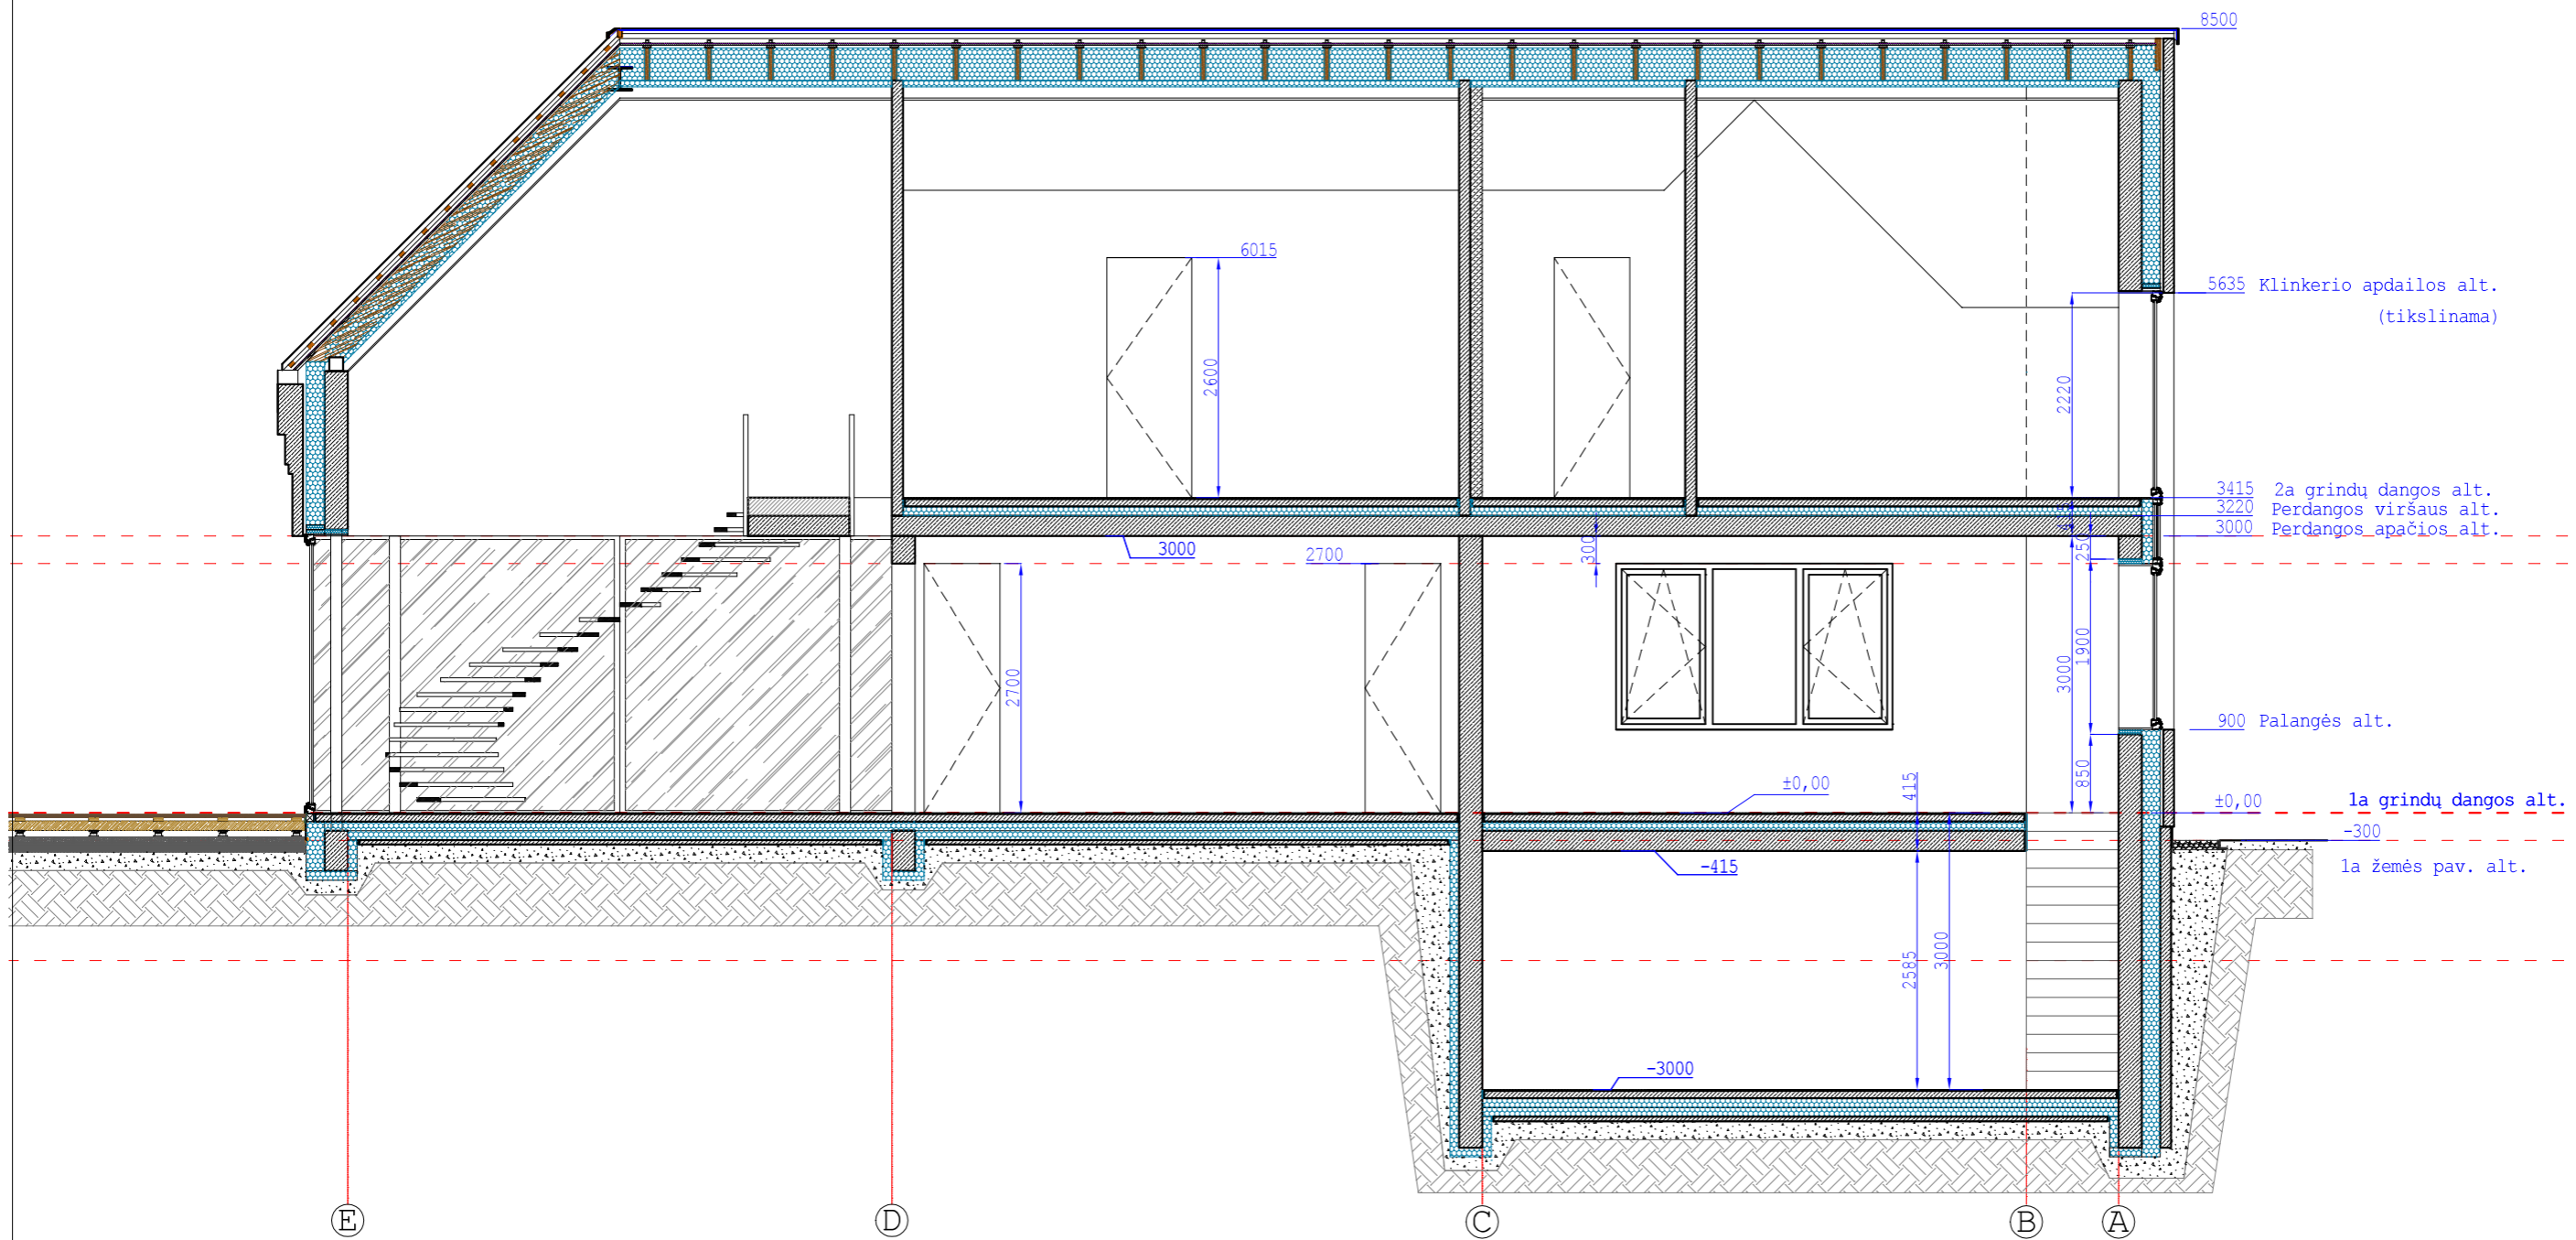 8500
6015
5635 Klinkerio apdailos alt.
(tikslinama)
2600
2220
3415 2a grindų dangos alt.
3220 Perdangos viršaus alt.
3000 Perdangos apačios alt.
415
3000
2700
300
250
2700
3000
1900
900 Palangės alt.
850
±0,00
415
±0,00 1a grindų dangos alt.
-300
1a žemės pav. alt.
-415
2585
3000
-3000
E
D
C
B
A